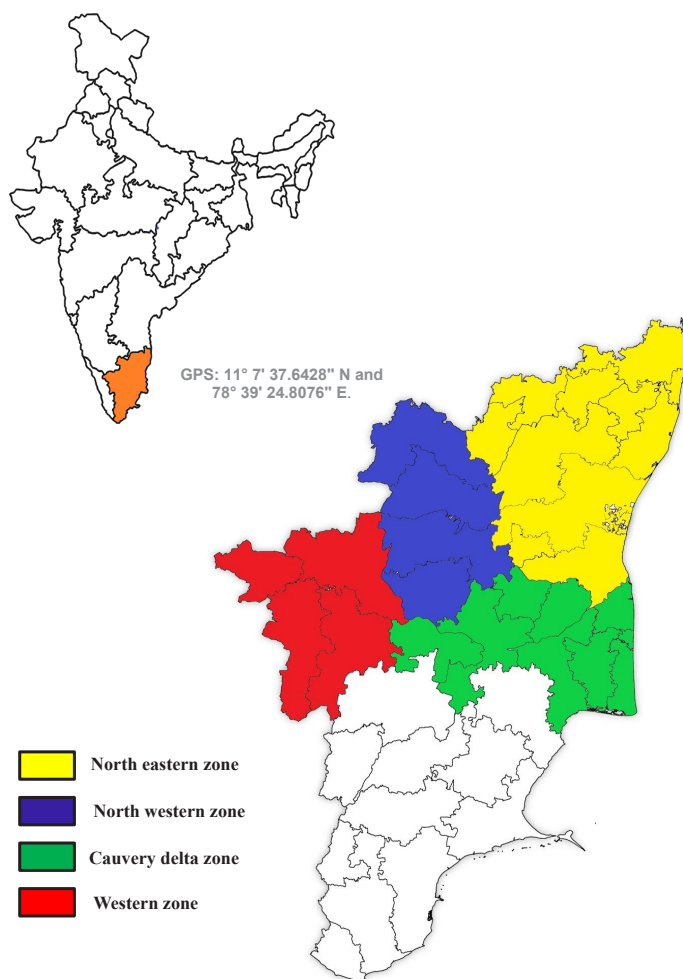 GPS: 11° 7' 37.6428" N and
78° 39' 24.8076" E.
North eastern zone
North western zone
Cauvery delta zone
Western zone